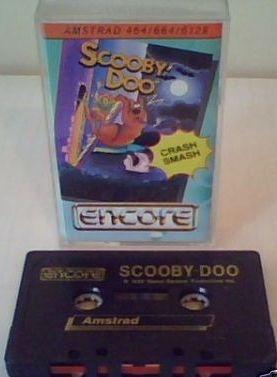 AMSTRAD 464/664/6128
SCOOBY-DOO
CRASH
SMASH
encore
encore SCOOBY-DOO
Amstrad